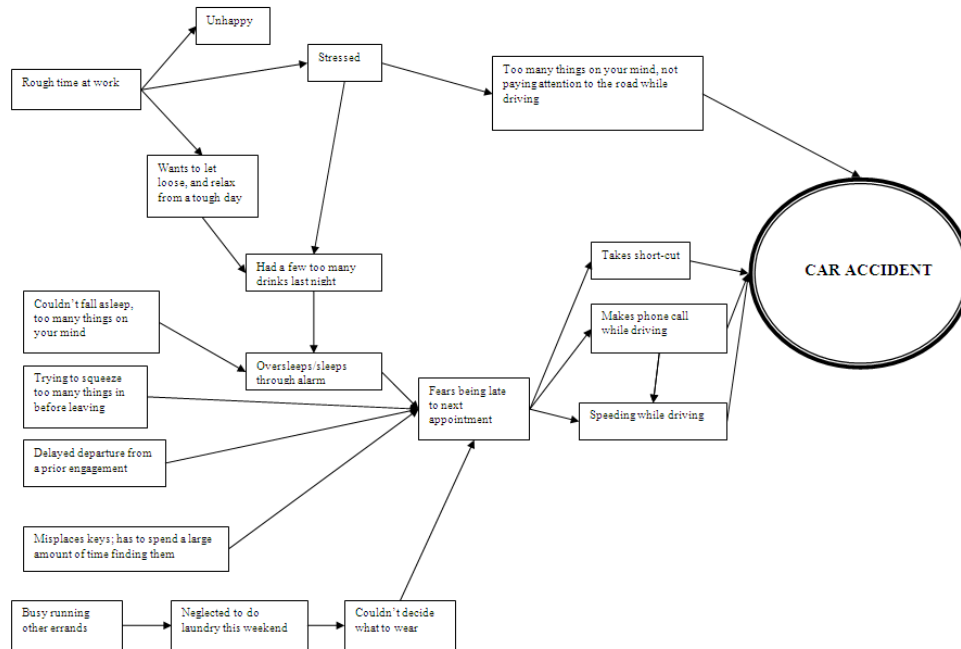 Unhappy
Rough time at work
Stressed
Too many things on your mind, not
paying attention to the road while
driving
Wants to let
loose, and relax
from a tough day
Had a few too many
drinks last night
Takes short-cut
CAR ACCIDENT
Couldn't fall asleep,
too many things on
your mind
Makes phone call
while driving
Oversleeps/sleeps
through alarm
Trying to squeeze
too many things in
before leaving
Fears being late
to next
appointment
Speeding while driving
Delayed departure from
a prior engagement
Misplaces keys; has to spend a large
amount of time finding them
Busy running
other errands
Neglected to do
laundry this weekend
Couldn't decide
what to wear